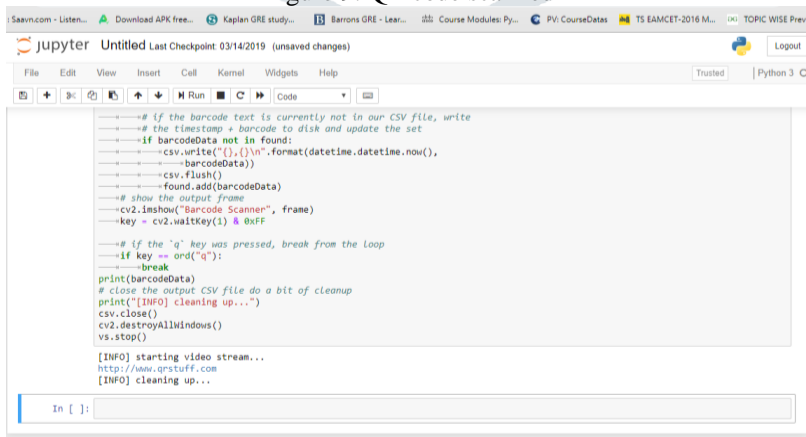 : Saavn.com - Listen... Download APK free... Kaplan GRE study... Barrons GRE - Lear... Course Modules: Py... PV: CourseDatas TS EAMCET-2016 M... TOPIC WISE Prev
jupyter Untitled Last Checkpoint: 03/14/2019 (unsaved changes) Logout
File Edit View Insert Cell Kernel Widgets Help Trusted Python 3
Run Code
# if the barcode text is currently not in our CSV file, write
# the timestamp + barcode to disk and update the set
if barcodeData not in found:
csv.write("{},{}\n".format(datetime.datetime.now(),
barcodeData))
csv.flush()
found.add(barcodeData)
# show the output frame
cv2.imshow("Barcode Scanner", frame)
key = cv2.waitKey(1) & 0xFF
# if the `q` key was pressed, break from the loop
if key == ord("q"):
break
print(barcodeData)
# close the output CSV file do a bit of cleanup
print("[INFO] cleaning up...")
csv.close()
cv2.destroyAllWindows()
vs.stop()
[INFO] starting video stream...
http://www.qrstuff.com
[INFO] cleaning up...
In [ ]: